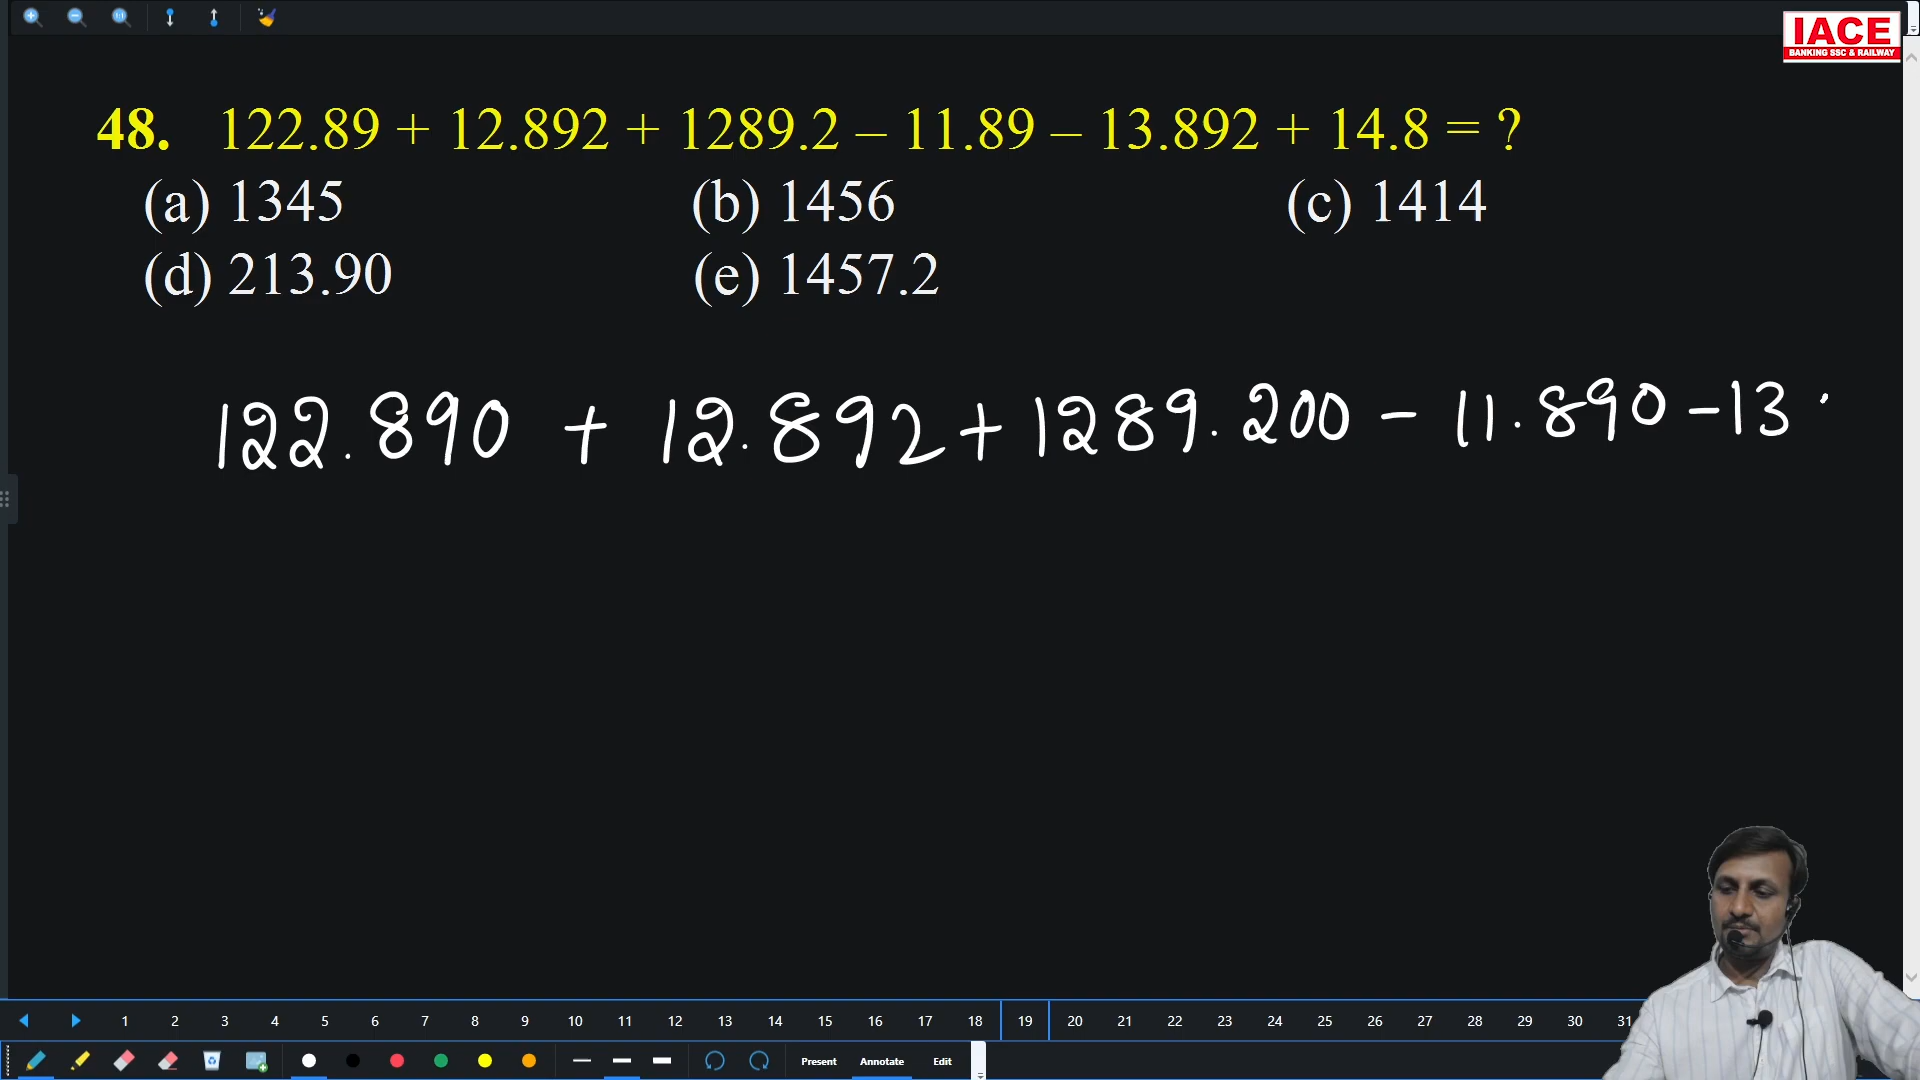 IACE
BANKING SSC & RAILWAY
48. 122.89 + 12.892 + 1289.2 – 11.89 – 13.892 + 14.8 = ?
(a) 1345 (b) 1456 (c) 1414
(d) 213.90 (e) 1457.2
122.890 + 12.892 + 1289.200 - 11.890 - 13.
1 2 3 4 5 6 7 8 9 10 11 12 13 14 15 16 17 18 19 20 21 22 23 24 25 26 27 28 29 30 31
Present Annotate Edit